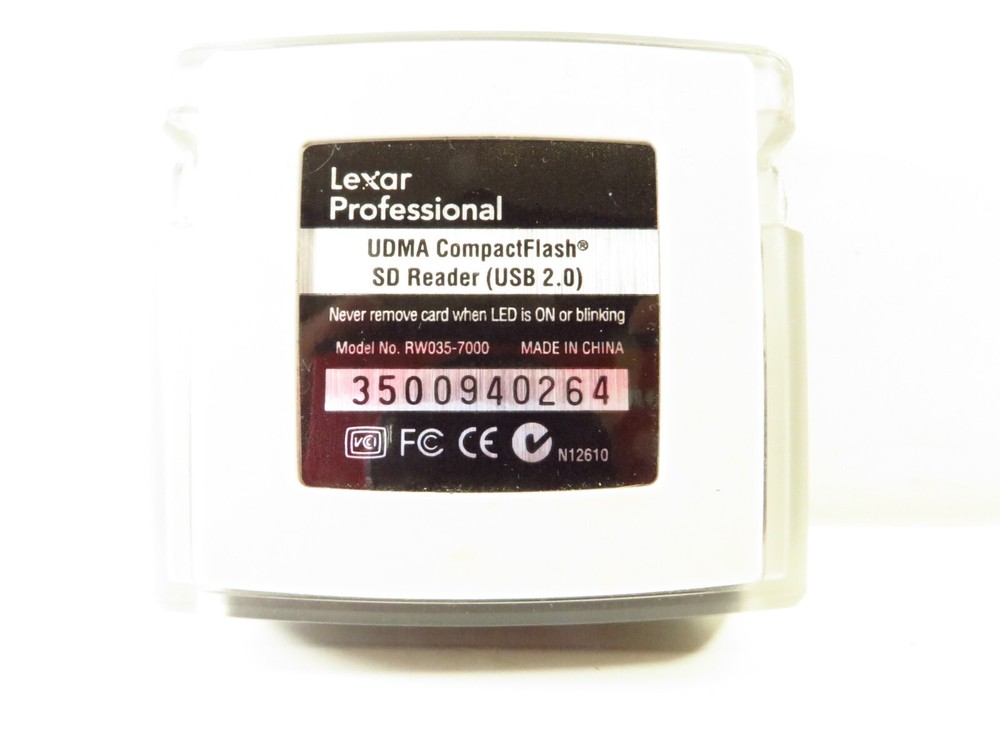 Lexar
Professional
UDMA CompactFlash®
SD Reader (USB 2.0)
Never remove card when LED is ON or blinking
Model No. RW035-7000 MADE IN CHINA
3500940264
VCCI FC CE N12610